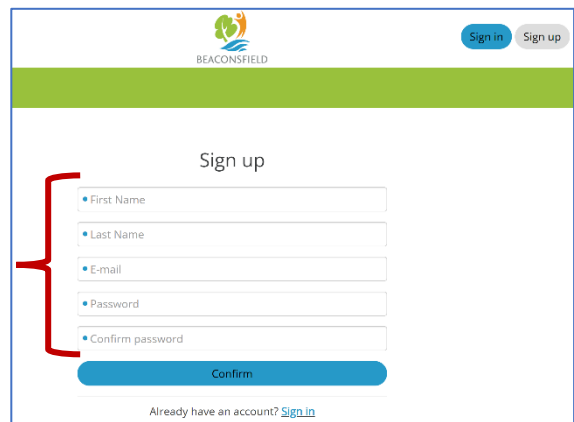 BEACONSFIELD
Sign in Sign up
Sign up
First Name
Last Name
E-mail
Password
Confirm password
Confirm
Already have an account? Sign in